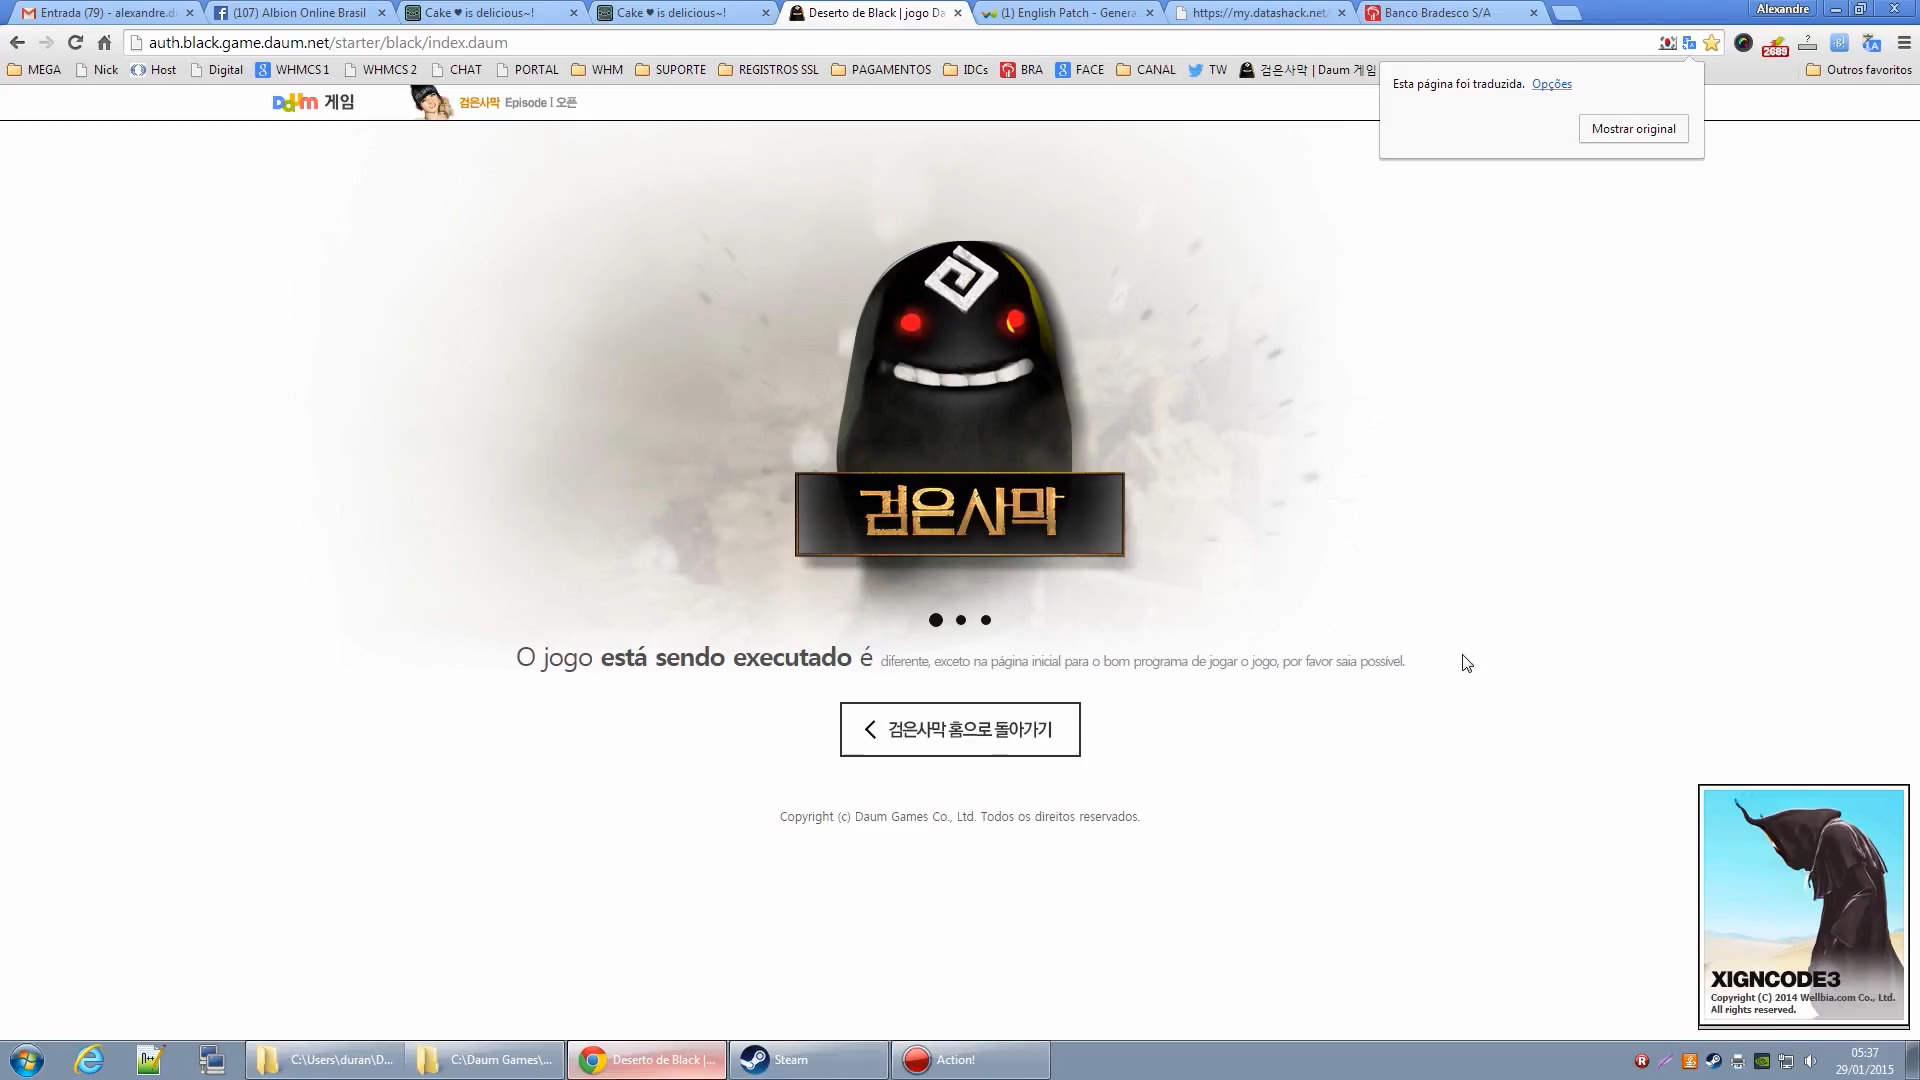 Entrada (79) - alexandre.d
(107) Albion Online Brasil
Cake ♥ is delicious~!
Cake ♥ is delicious~!
Deserto de Black | jogo Da
(1) English Patch - Genera
https://my.datashack.net/
Banco Bradesco S/A
Alexandre
auth.black.game.daum.net/starter/black/index.daum
2689
MEGA
Nick
Host
Digital
WHMCS 1
WHMCS 2
CHAT
PORTAL
WHM
SUPORTE
REGISTROS SSL
PAGAMENTOS
IDCs
BRA
FACE
CANAL
TW
검은사막 | Daum 게임
Outros favoritos
Esta página foi traduzida. Opções
Mostrar original
Daum 게임
검은사막 Episode I 오픈
검은사막
O jogo está sendo executado é diferente, exceto na página inicial para o bom programa de jogar o jogo, por favor saia possível.
검은사막 홈으로 돌아가기
Copyright (c) Daum Games Co., Ltd. Todos os direitos reservados.
XIGNCODE3
Copyright (C) 2014 Wellbia.com Co., Ltd.
All rights reserved.
C:\Users\duran\D...
C:\Daum Games\...
Deserto de Black |...
Steam
Action!
05:37
29/01/2015